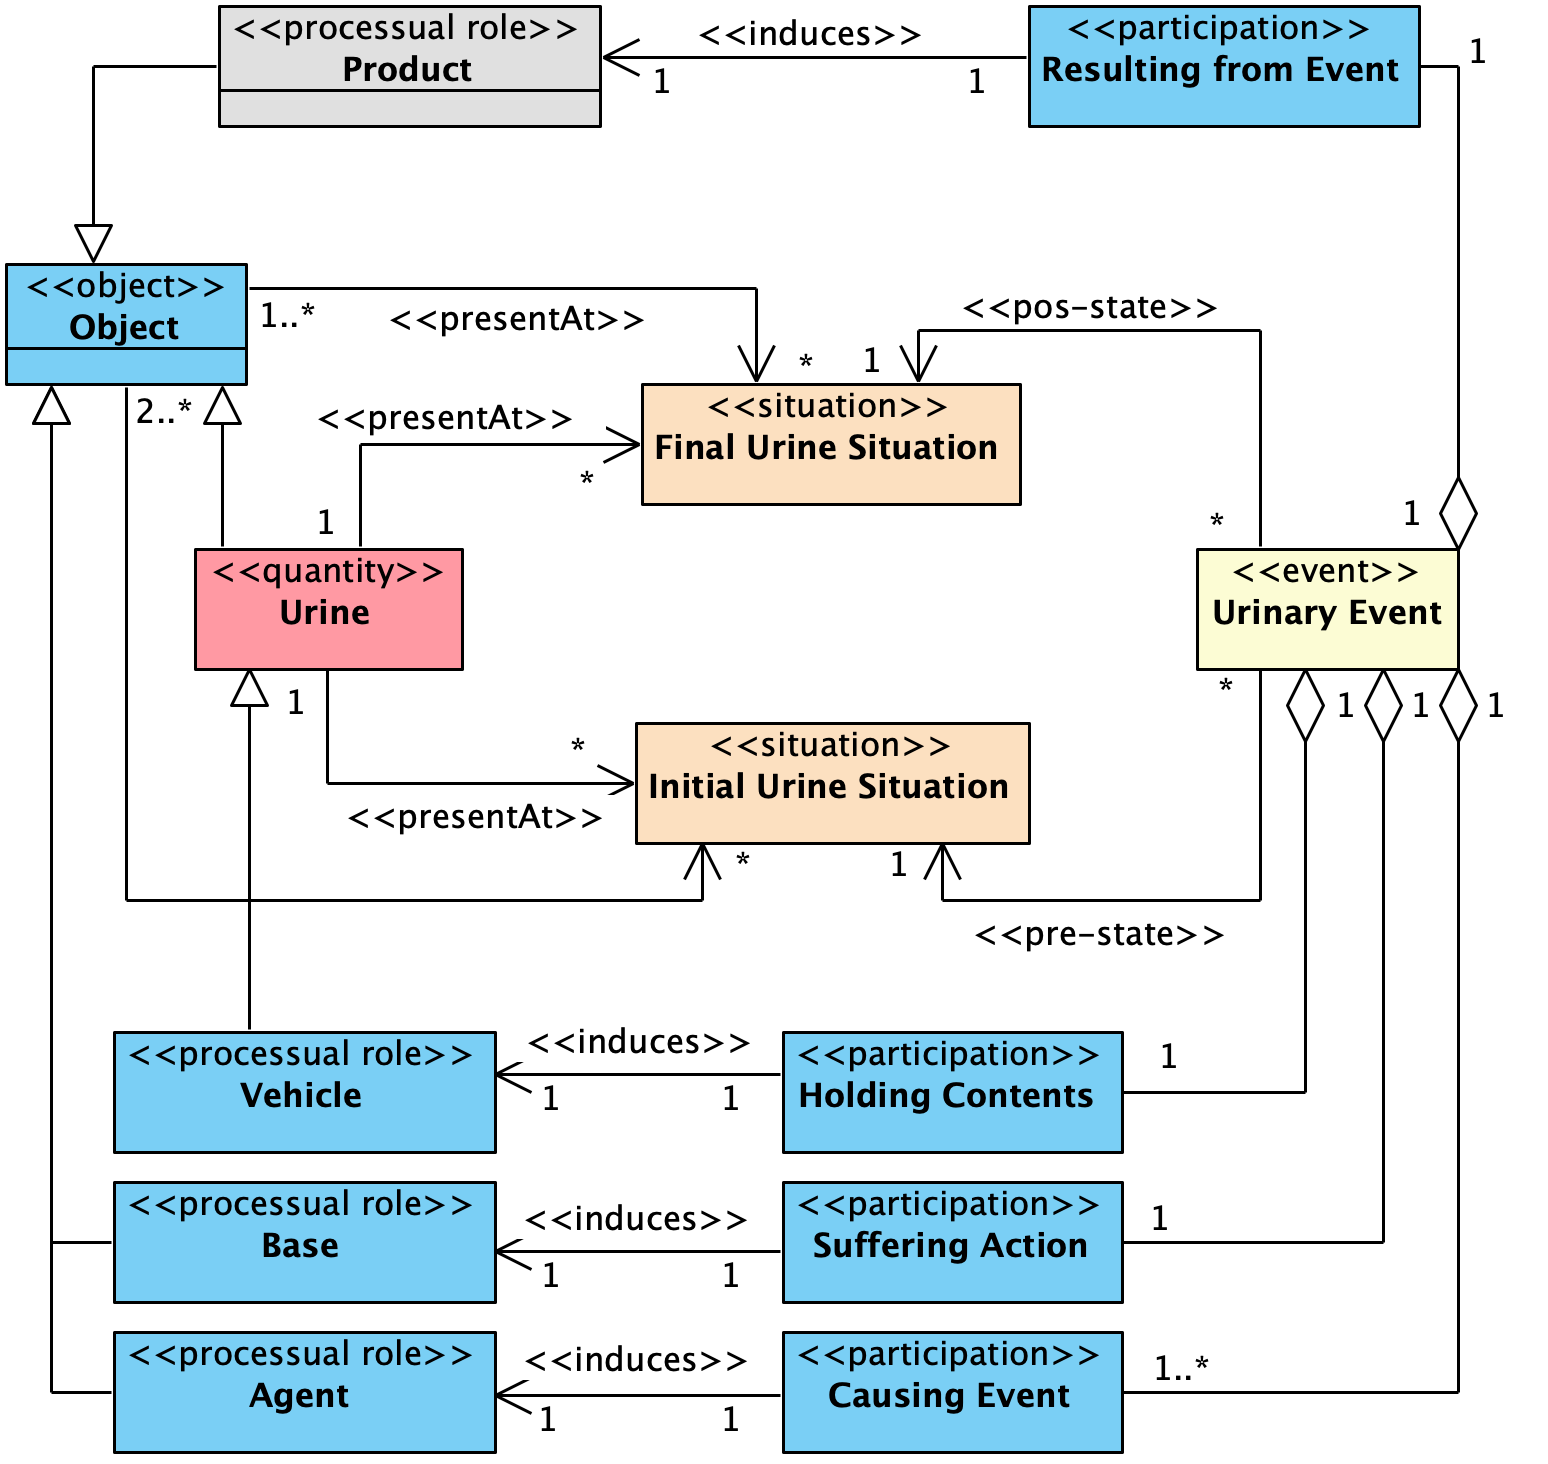 <<processual role>>
Product
<<induces>>
1
1
<<participation>>
Resulting from Event
1
<<object>>
Object
1..*
<<presentAt>>
<<pos-state>>
*
1
2..*
<<presentAt>>
*
1
<<situation>>
Final Urine Situation
*
1
<<quantity>>
Urine
<<event>>
Urinary Event
1
*
<<presentAt>>
<<situation>>
Initial Urine Situation
*
1
1
1
*
1
<<pre-state>>
<<processual role>>
Vehicle
<<induces>>
1
1
<<participation>>
Holding Contents
1
<<processual role>>
Base
<<induces>>
1
1
<<participation>>
Suffering Action
1
<<processual role>>
Agent
<<induces>>
1
1
<<participation>>
Causing Event
1..*